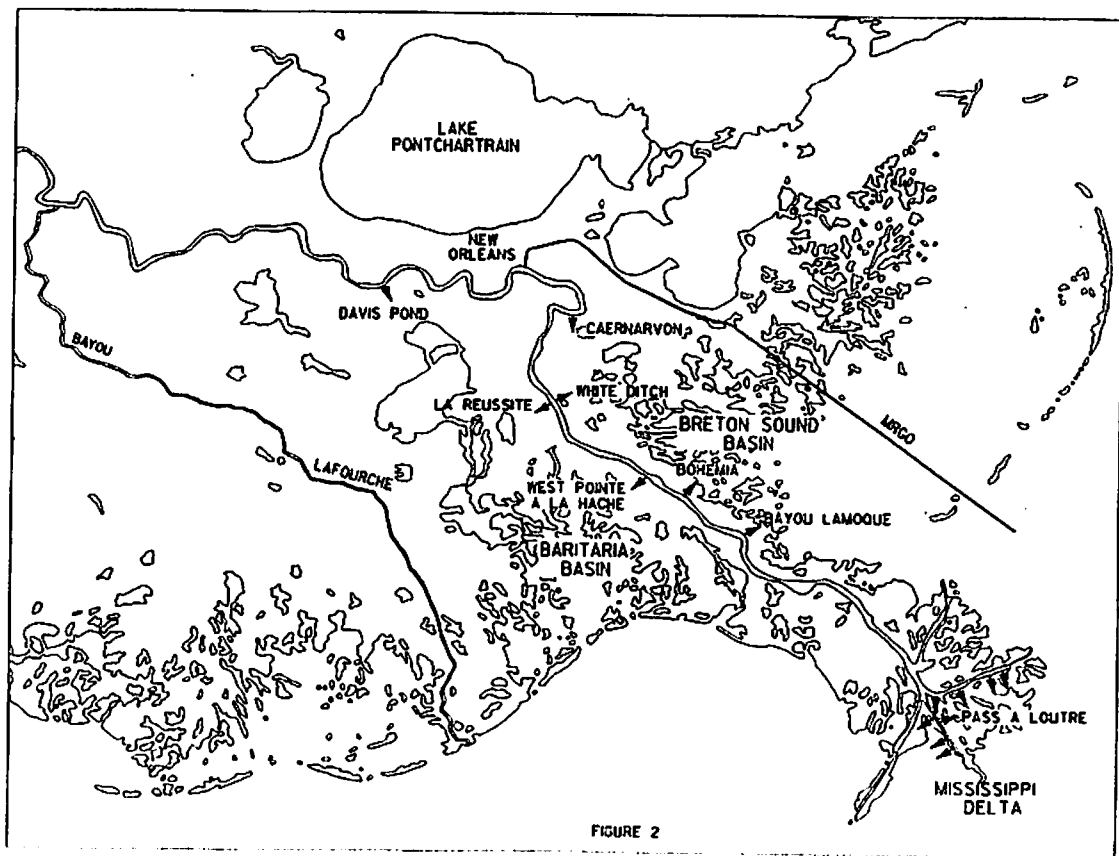 LAKE
PONTCHARTRAIN
NEW
ORLEANS
DAVIS POND
CAERNARVON
BAYOU
LA REUSSITE
WHITE DITCH
BRETON SOUND
BASIN
MRGO
LAFOURCHE
BOHEMIA
WEST POINTE
A LA HACHE
BAYOU LAMOQUE
BARITARIA
BASIN
PASS A LOUTRE
MISSISSIPPI
DELTA
FIGURE 2